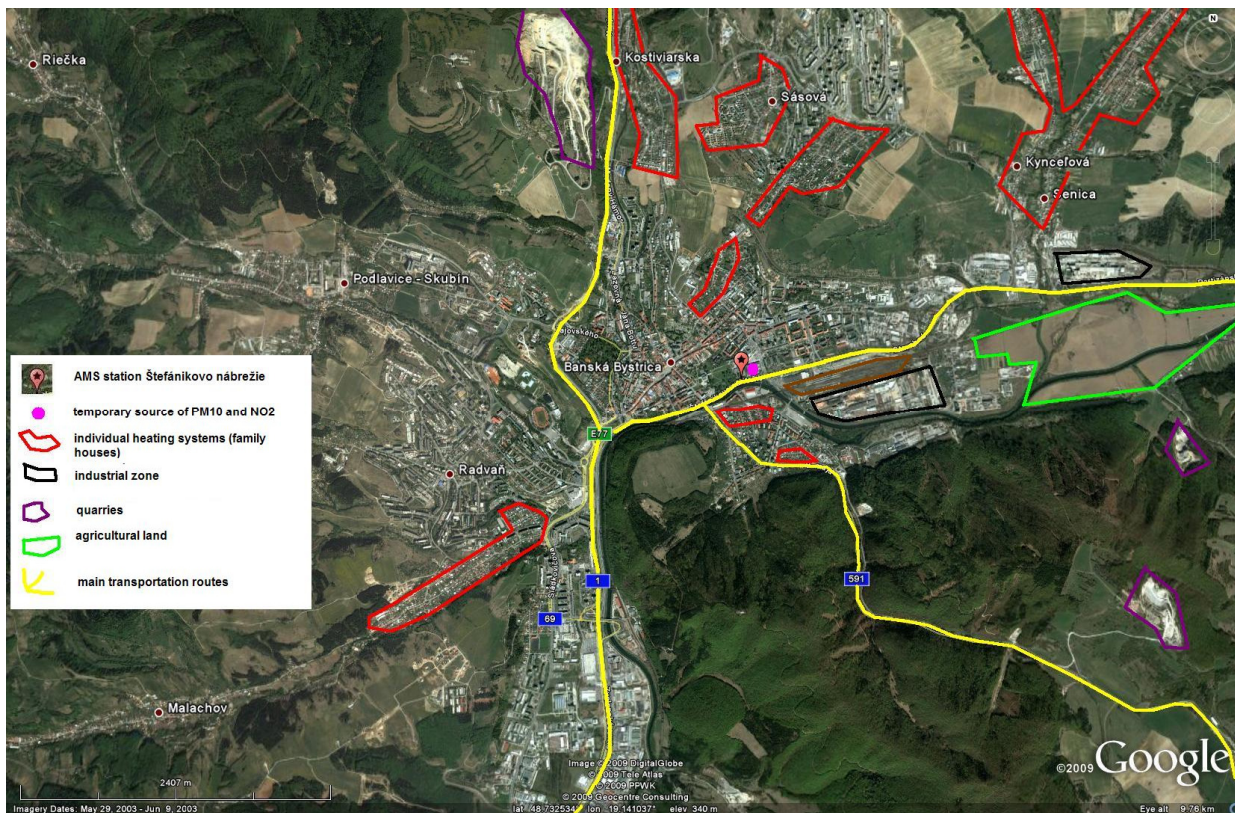 N
Riečka
Kostiviarska
Sásová
Kynceľová
Senica
Podlavice - Skubín
Banská Bystrica
E77
Radvaň
1
591
69
Malachov
AMS station Štefánikovo nábrežie
temporary source of PM10 and NO2
individual heating systems (family
houses)
industrial zone
quarries
agricultural land
main transportation routes
2407 m
Image © 2009 DigitalGlobe
© 2009 Tele Atlas
© 2009 PPWK
© 2009 Geocentre Consulting
©2009 Google
Imagery Dates: May 29, 2003 - Jun 9, 2003
lon 19.141037° elev 340 m
Eye alt 9.76 km